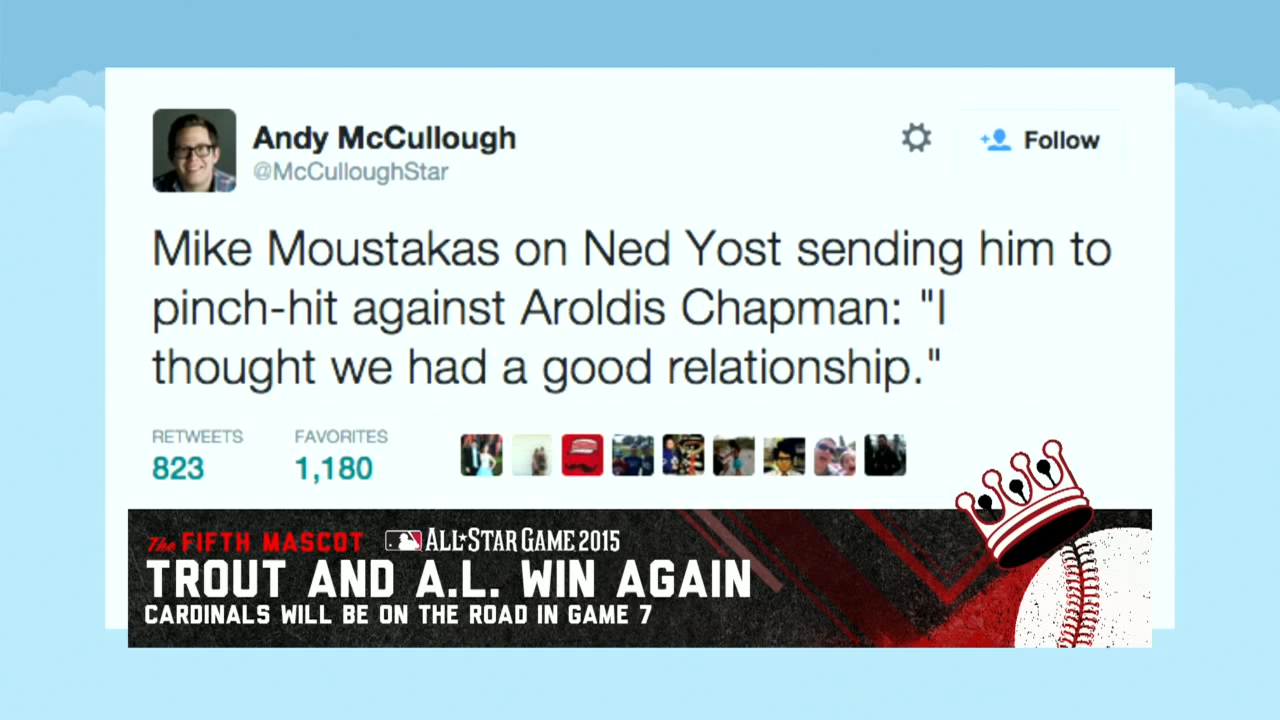 Andy McCullough
@McCulloughStar
Follow
Mike Moustakas on Ned Yost sending him to
pinch-hit against Aroldis Chapman: "I
thought we had a good relationship."
RETWEETS FAVORITES
823 1,180
The FIFTH MASCOT ALL★STAR GAME 2015
TROUT AND A.L. WIN AGAIN
CARDINALS WILL BE ON THE ROAD IN GAME 7